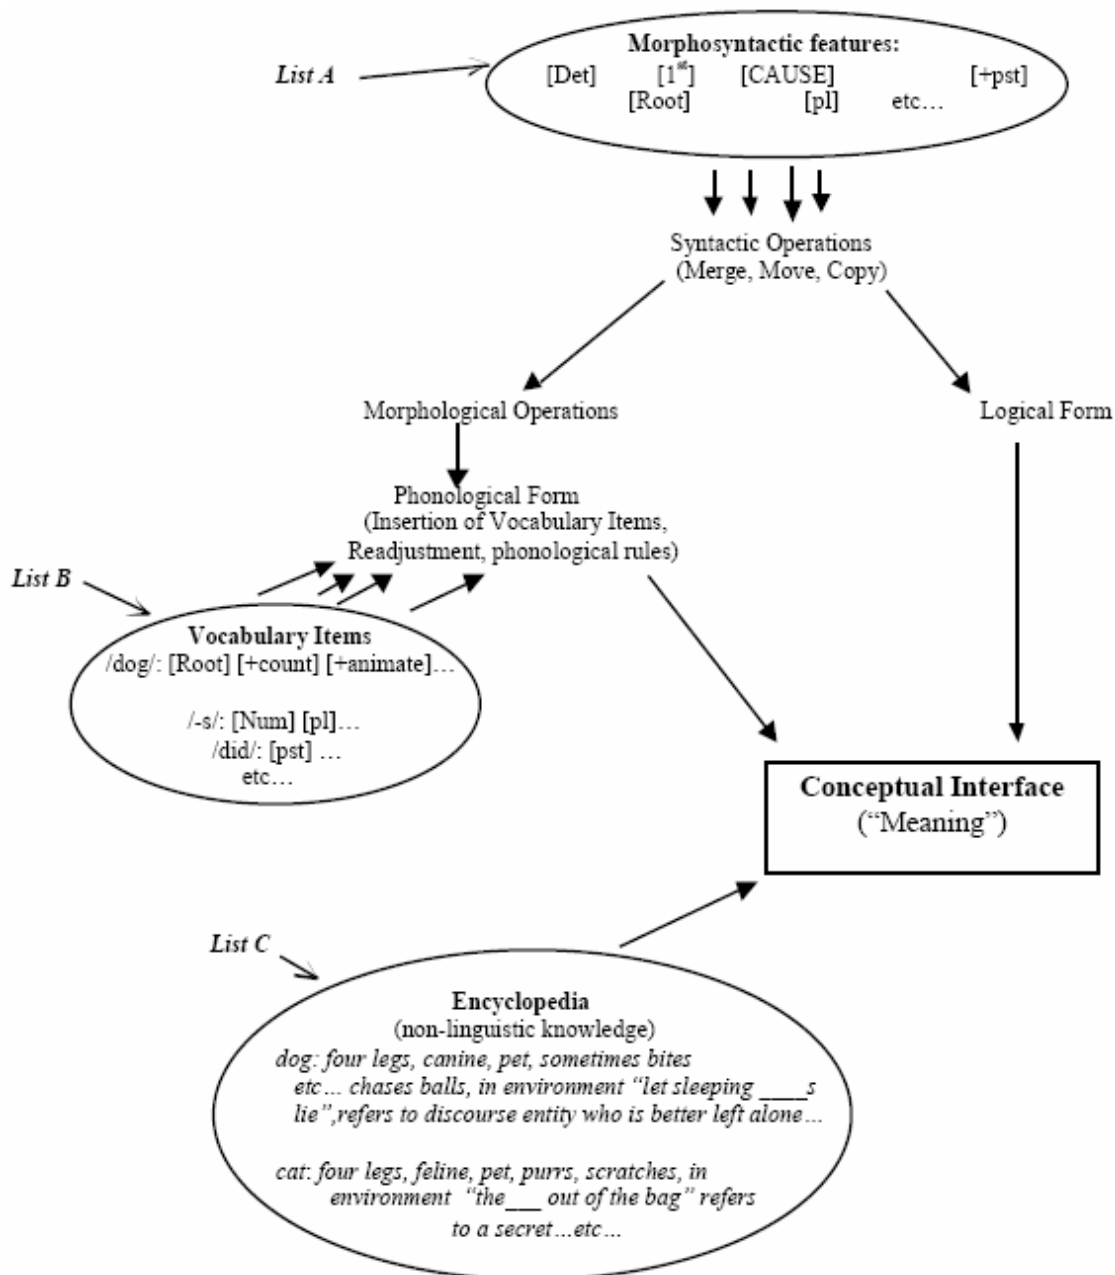 Morphosyntactic features:
List A
[Det] [1st] [CAUSE] [+pst]
[Root] [pl] etc…
Syntactic Operations
(Merge, Move, Copy)
Morphological Operations
Logical Form
Phonological Form
(Insertion of Vocabulary Items,
Readjustment, phonological rules)
List B
Vocabulary Items
/dog/: [Root] [+count] [+animate]…
/-s/: [Num] [pl]…
/did/: [pst] …
etc…
Conceptual Interface
(“Meaning”)
List C
Encyclopedia
(non-linguistic knowledge)
dog: four legs, canine, pet, sometimes bites
etc… chases balls, in environment “let sleeping ____s
lie”,refers to discourse entity who is better left alone…
cat: four legs, feline, pet, purrs, scratches, in
environment “the___ out of the bag” refers
to a secret…etc…